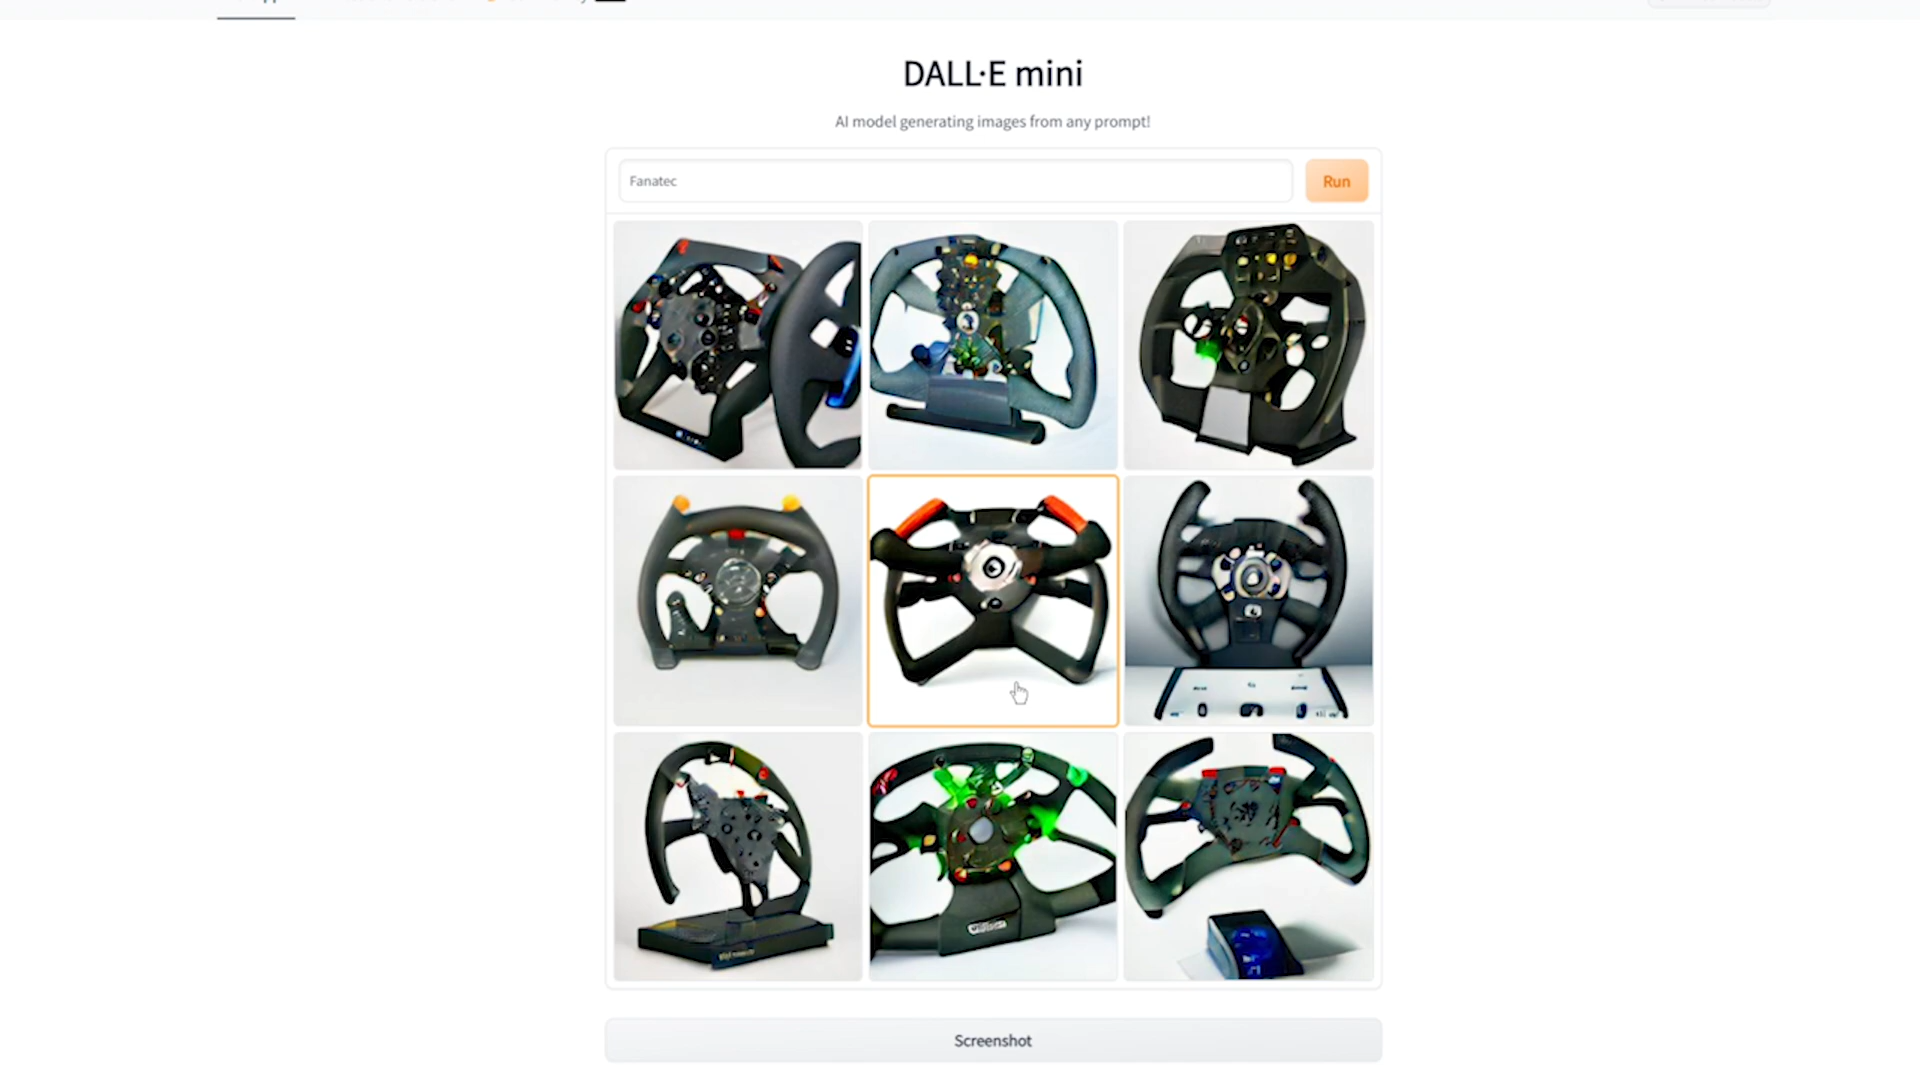 DALL·E mini
AI model generating images from any prompt!
Fanatec
Run
Screenshot